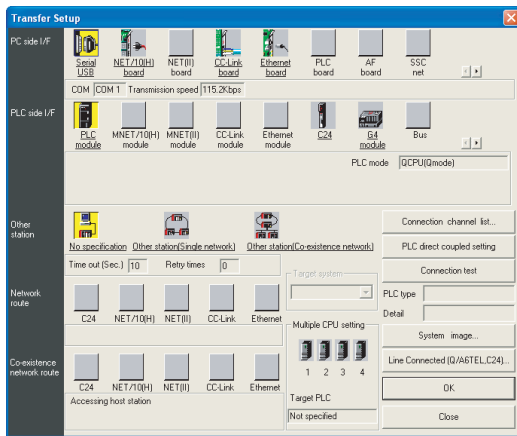 Transfer Setup
PC side I/F
Serial USB
NET/10(H) board
NET(II) board
CC-Link board
Ethernet board
PLC board
AF board
SSC net
COM COM 1 Transmission speed 115.2Kbps
PLC side I/F
PLC module
MNET/10(H) module
MNET(II) module
CC-Link module
Ethernet module
C24
G4 module
Bus
PLC mode QCPU(Qmode)
Other station
No specification
Other station(Single network)
Other station(Co-existence network)
Time out (Sec.) 10 Retry times 0
Target system
Connection channel list...
PLC direct coupled setting
Connection test
PLC type
Detail
System image...
Line Connected (Q/A6TEL,C24)...
OK
Close
Network route
C24 NET/10(H) NET(II) CC-Link Ethernet
Multiple CPU setting
1 2 3 4
Target PLC
Not specified
Co-existence network route
C24 NET/10(H) NET(II) CC-Link Ethernet
Accessing host station